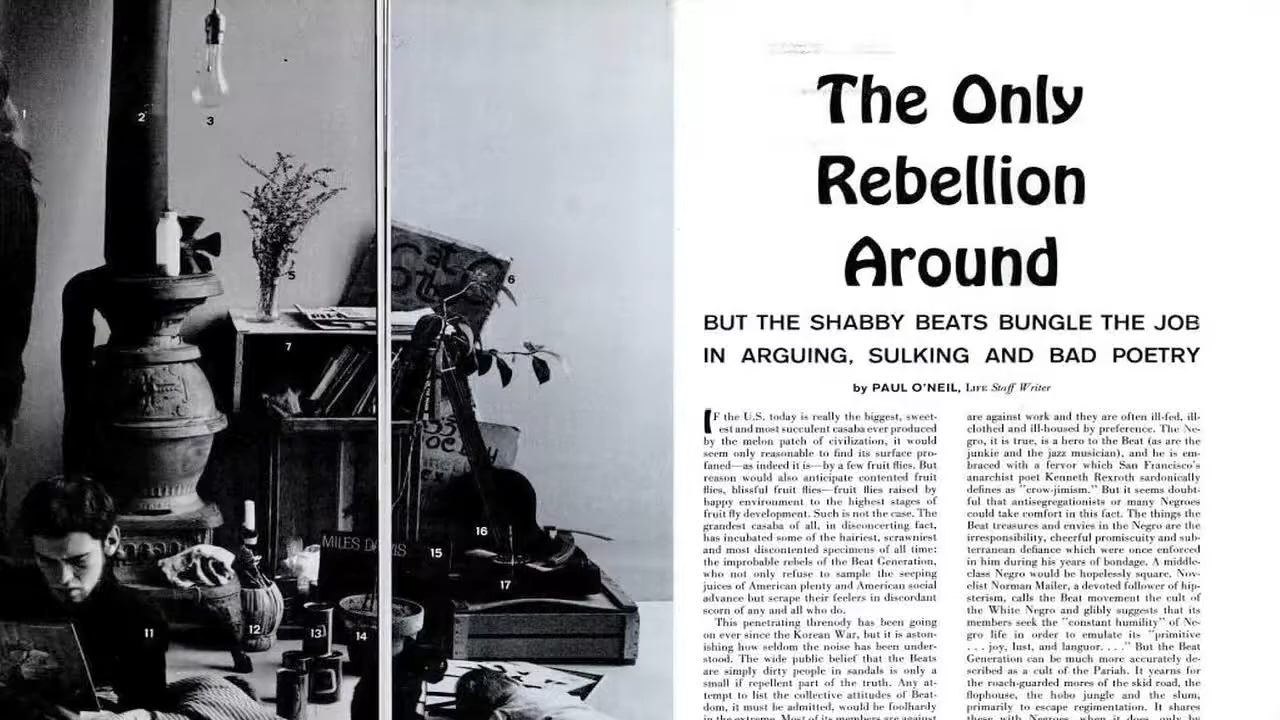 1
2
3
5
Cat
6
7
MILES DAVIS
16
15
17
11
12
13
14
The Only
Rebellion
Around
BUT THE SHABBY BEATS BUNGLE THE JOB
IN ARGUING, SULKING AND BAD POETRY
by PAUL O'NEIL, LIFE Staff Writer
IF the U.S. today is really the biggest, sweet-
est and most succulent casaba ever produced
by the melon patch of civilization, it would
seem only reasonable to find its surface pro-
faned—as indeed it is—by a few fruit flies. But
reason would also anticipate contented fruit
flies, blissful fruit flies—fruit flies raised by
happy environment to the highest stages of
fruit fly development. Such is not the case. The
grandest casaba of all, in disconcerting fact,
has incubated some of the hairiest, scrawniest
and most discontented specimens of all time:
the improbable rebels of the Beat Generation,
who not only refuse to sample the seeping
juices of American plenty and American social
advance but scrape their feelers in discordant
scorn of any and all who do.
This penetrating threnody has been going
on ever since the Korean War, but it is aston-
ishing how seldom the noise has been under-
stood. The wide public belief that the Beats
are simply dirty people in sandals is only a
small if repellent part of the truth. Any at-
tempt to list the collective attitudes of Beat-
dom, it must be admitted, would be foolhardy
in the extreme. Most of its members are against
are against work and they are often ill-fed, ill-
clothed and ill-housed by preference. The Ne-
gro, it is true, is a hero to the Beat (as are the
junkie and the jazz musician), and he is em-
braced with a fervor which San Francisco's
anarchist poet Kenneth Rexroth sardonically
defines as "crow-jimism." But it seems doubt-
ful that antisegregationists or many Negroes
could take comfort in this fact. The things the
Beat treasures and envies in the Negro are the
irresponsibility, cheerful promiscuity and sub-
terranean defiance which were once enforced
in him during his years of bondage. A middle-
class Negro would be hopelessly square. Nov-
elist Norman Mailer, a devoted follower of hip-
sterism, calls the Beat movement the cult of
the White Negro and glibly suggests that its
members seek the "constant humility" of Ne-
gro life in order to emulate its "primitive
. . . joy, lust, and languor. . . ." But the Beat
Generation can be much more accurately de-
scribed as a cult of the Pariah. It yearns for
the roach-guarded mores of the skid road, the
flophouse, the hobo jungle and the slum,
primarily to escape regimentation. It shares
these with Negroes, when it does, only by